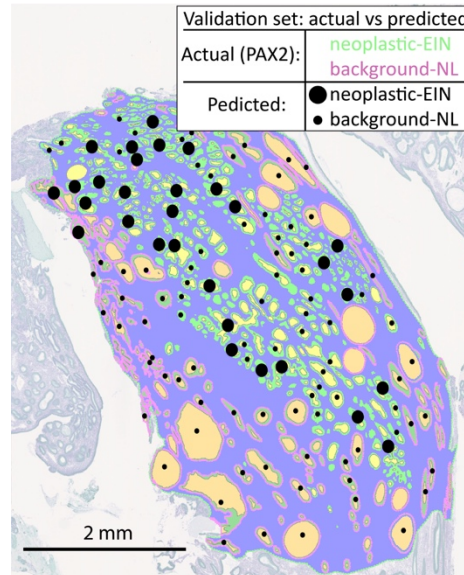 Validation set: actual vs predicted
Actual (PAX2):
neoplastic-EIN
background-NL
Pedicted:
neoplastic-EIN
background-NL
2 mm